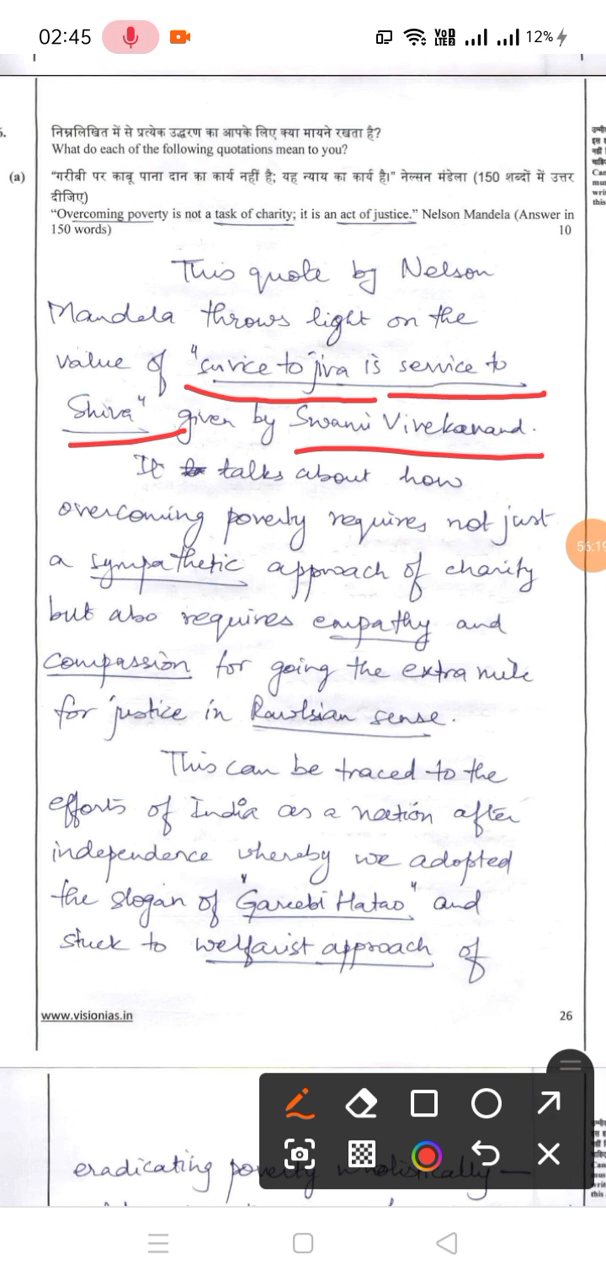 02:45
Vo) LTE2
12%
5.
निम्नलिखित में से प्रत्येक उद्धरण का आपके लिए क्या मायने रखता है?
What do each of the following quotations mean to you?
(a) "गरीबी पर काबू पाना दान का कार्य नहीं है; यह न्याय का कार्य है।" नेल्सन मंडेला (150 शब्दों में उत्तर
दीजिए)
"Overcoming poverty is not a task of charity; it is an act of justice." Nelson Mandela (Answer in
150 words) 10
This quote by Nelson
Mandela throws light on the
value of "survice to jiva is service to
Shiva" given by Swami Vivekanand.
It talks about how
overcoming poverty requires not just
a sympathetic approach of charity
but also requires empathy and
compassion for going the extra mile
for justice in Rawlsian sense.
This can be traced to the
efforts of India as a nation after
independence whereby we adopted
the slogan of "Gareebi Hatao" and
stuck to welfarist approach of
www.visionias.in 26
56:19
eradicating wholistically —